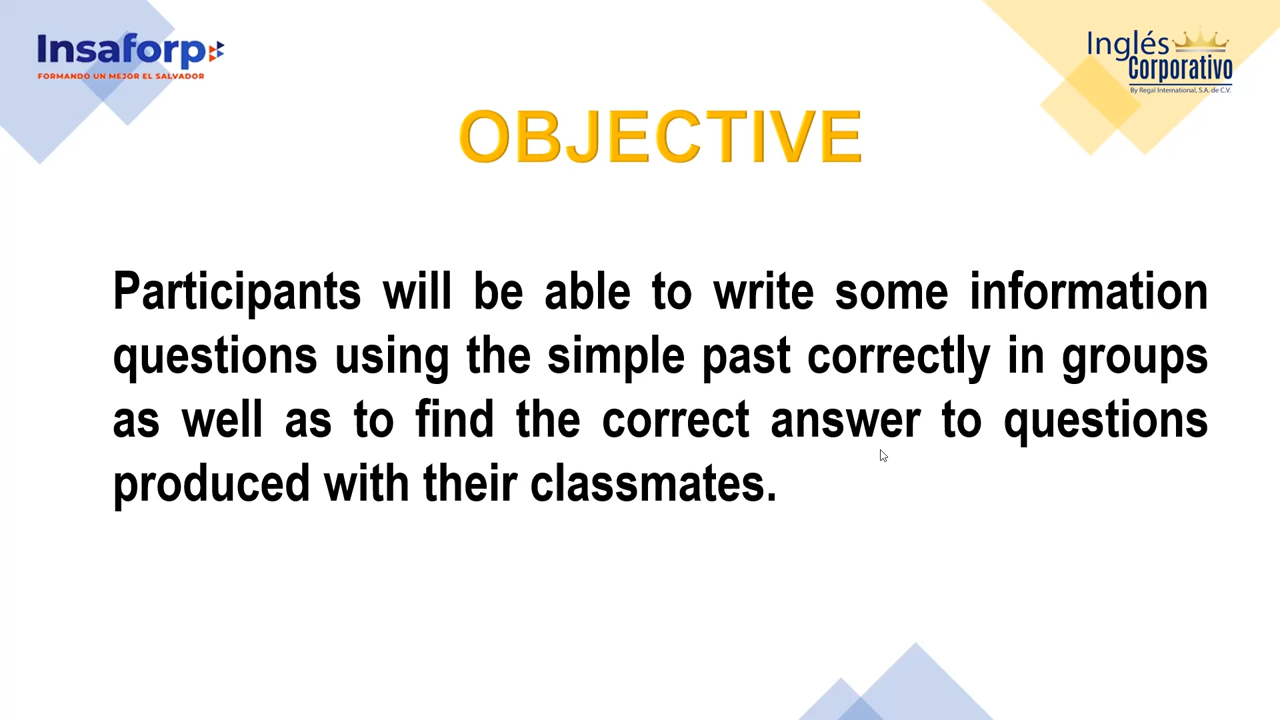 Insaforp
FORMANDO UN MEJOR EL SALVADOR
Inglés
Corporativo
By Regal International, S.A. de C.V.
OBJECTIVE
Participants will be able to write some information
questions using the simple past correctly in groups
as well as to find the correct answer to questions
produced with their classmates.